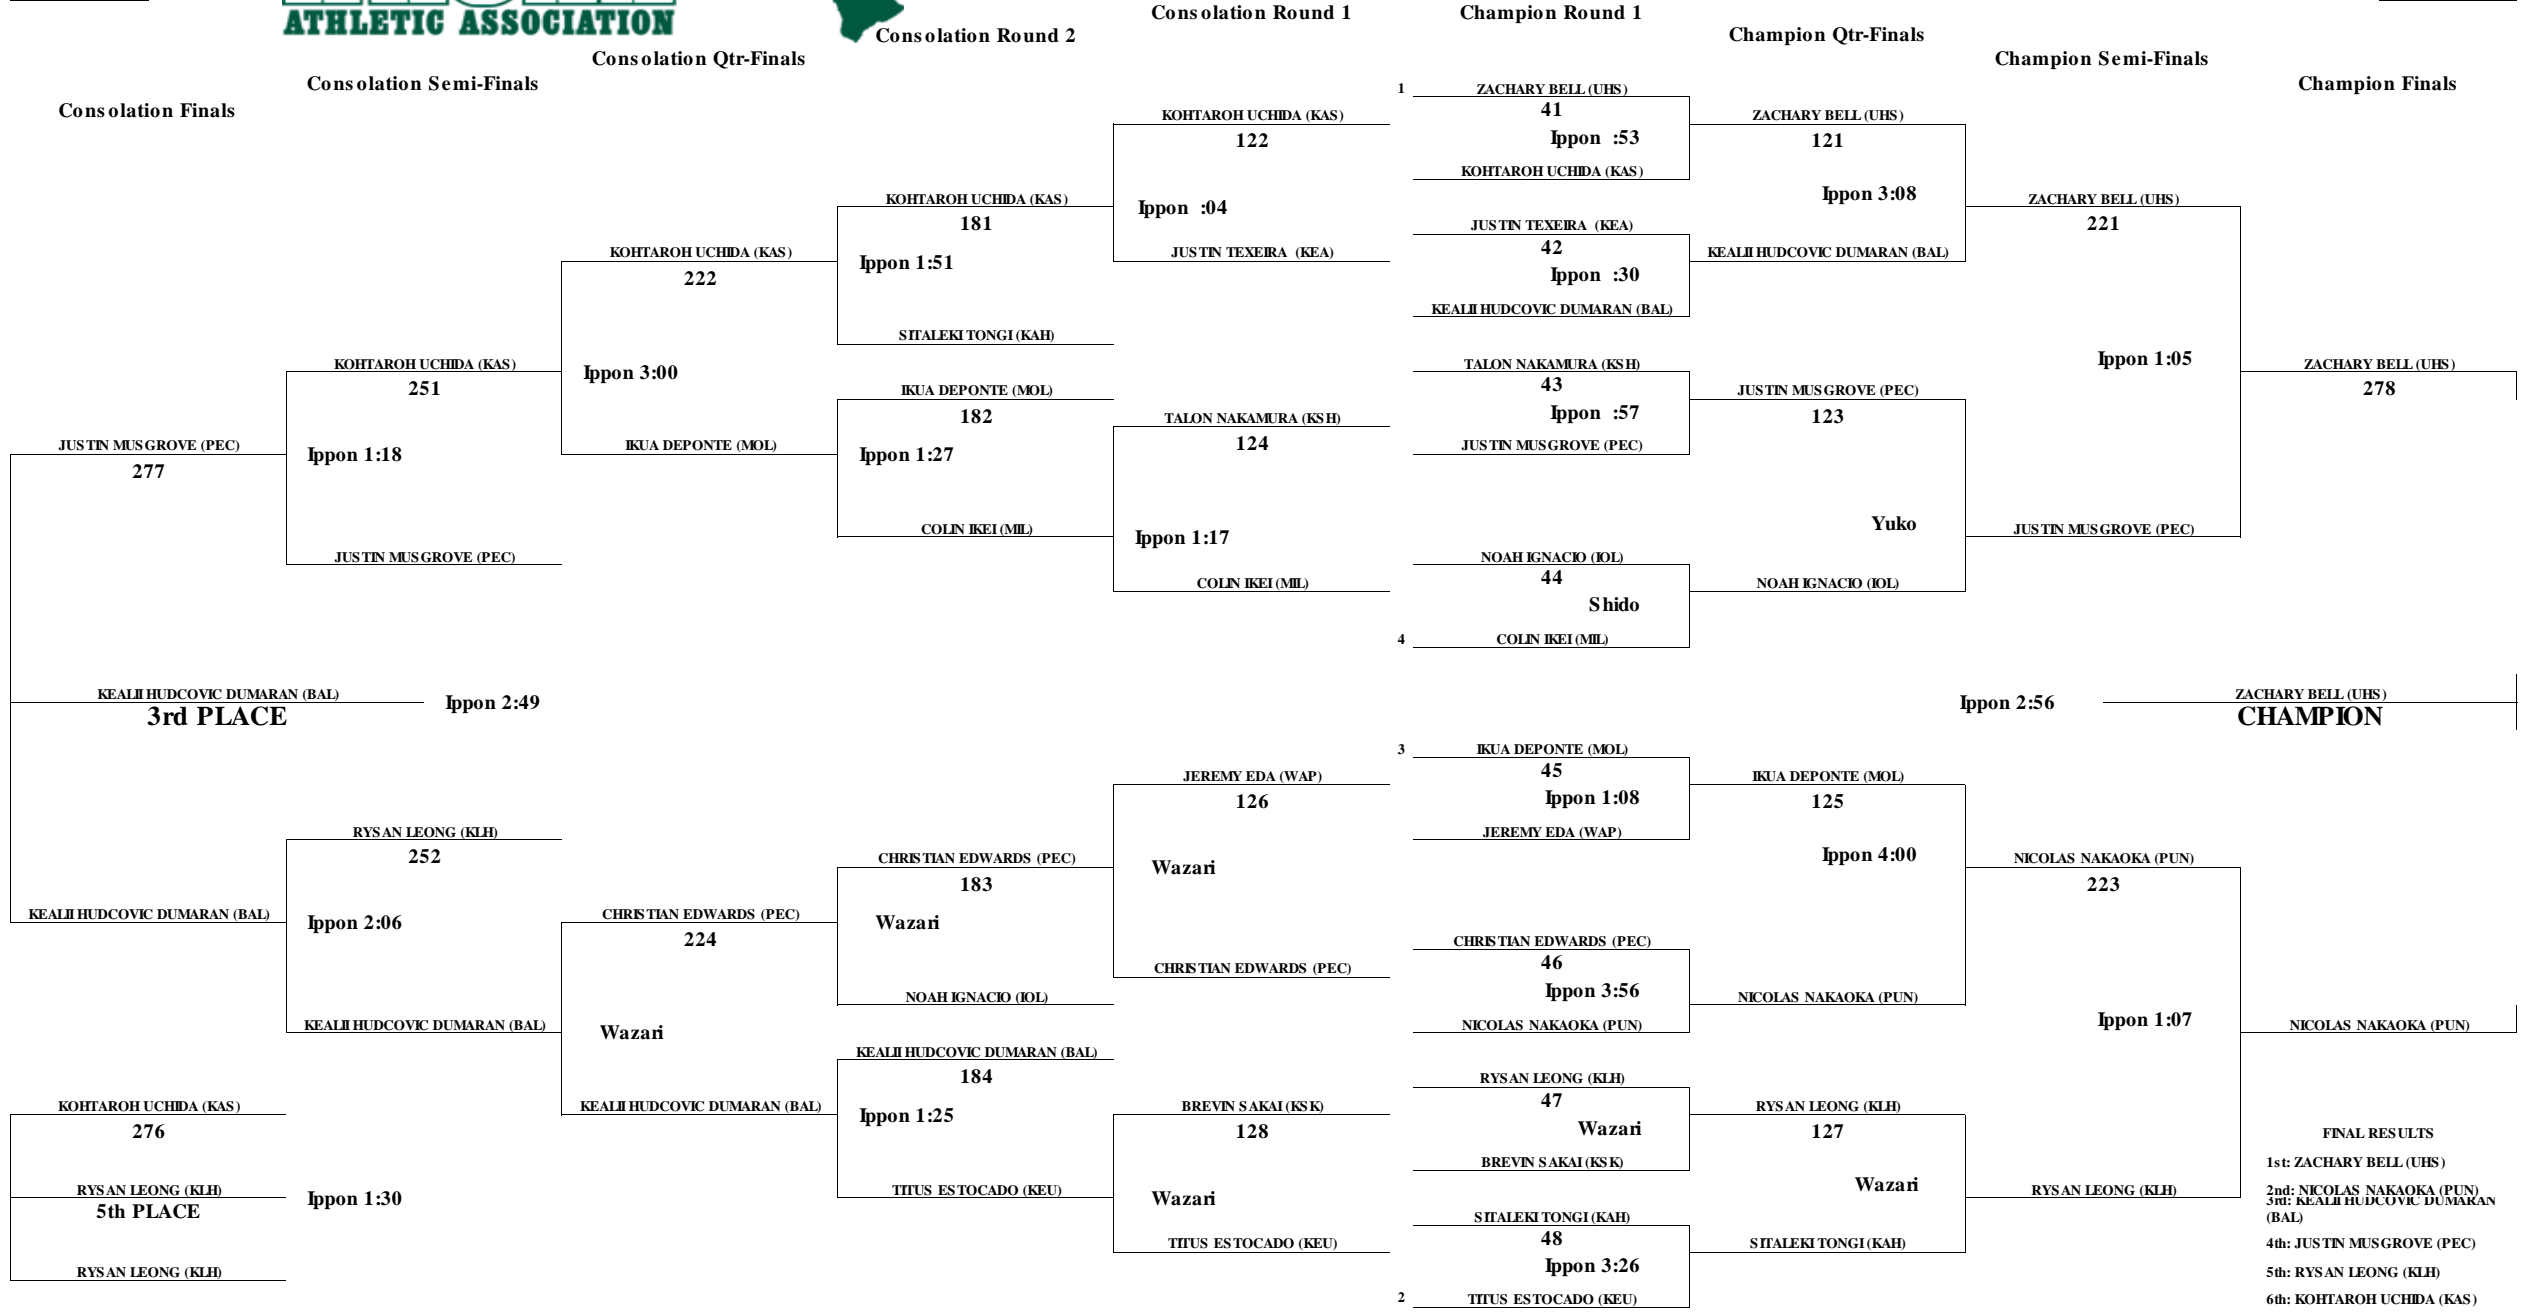 ATHLETIC ASSOCIATION
Consolation Round 1
Champion Round 1
Consolation Round 2
Champion Qtr-Finals
Consolation Qtr-Finals
Champion Semi-Finals
Consolation Semi-Finals
Champion Finals
Consolation Finals
JUSTIN MUSGROVE (PEC)
277
KEALII HUDCOVIC DUMARAN (BAL)
3rd PLACE
Ippon 2:49
KEALII HUDCOVIC DUMARAN (BAL)
KOHTAROH UCHIDA (KAS)
276
RYSAN LEONG (KLH)
5th PLACE
Ippon 1:30
RYSAN LEONG (KLH)
KOHTAROH UCHIDA (KAS)
251
Ippon 1:18
JUSTIN MUSGROVE (PEC)
RYSAN LEONG (KLH)
252
Ippon 2:06
KEALII HUDCOVIC DUMARAN (BAL)
KOHTAROH UCHIDA (KAS)
222
Ippon 3:00
IKUA DEPONTE (MOL)
CHRISTIAN EDWARDS (PEC)
224
Wazari
KEALII HUDCOVIC DUMARAN (BAL)
KOHTAROH UCHIDA (KAS)
181
Ippon 1:51
SITALEKI TONGI (KAH)
IKUA DEPONTE (MOL)
182
Ippon 1:27
COLIN IKEI (MIL)
CHRISTIAN EDWARDS (PEC)
183
Wazari
NOAH IGNACIO (IOL)
KEALII HUDCOVIC DUMARAN (BAL)
184
Ippon 1:25
TITUS ESTOCADO (KEU)
KOHTAROH UCHIDA (KAS)
122
Ippon :04
JUSTIN TEXEIRA (KEA)
TALON NAKAMURA (KSH)
124
Ippon 1:17
COLIN IKEI (MIL)
JEREMY EDA (WAP)
126
Wazari
CHRISTIAN EDWARDS (PEC)
BREVIN SAKAI (KSK)
128
Wazari
TITUS ESTOCADO (KEU)
1
ZACHARY BELL (UHS)
41
Ippon :53
KOHTAROH UCHIDA (KAS)
JUSTIN TEXEIRA (KEA)
42
Ippon :30
KEALII HUDCOVIC DUMARAN (BAL)
TALON NAKAMURA (KSH)
43
Ippon :57
JUSTIN MUSGROVE (PEC)
NOAH IGNACIO (IOL)
44
Shido
4
COLIN IKEI (MIL)
3
IKUA DEPONTE (MOL)
45
Ippon 1:08
JEREMY EDA (WAP)
CHRISTIAN EDWARDS (PEC)
46
Ippon 3:56
NICOLAS NAKAOKA (PUN)
RYSAN LEONG (KLH)
47
Wazari
BREVIN SAKAI (KSK)
SITALEKI TONGI (KAH)
48
Ippon 3:26
2
TITUS ESTOCADO (KEU)
ZACHARY BELL (UHS)
121
Ippon 3:08
KEALII HUDCOVIC DUMARAN (BAL)
JUSTIN MUSGROVE (PEC)
123
Yuko
NOAH IGNACIO (IOL)
IKUA DEPONTE (MOL)
125
Ippon 4:00
NICOLAS NAKAOKA (PUN)
RYSAN LEONG (KLH)
127
Wazari
SITALEKI TONGI (KAH)
ZACHARY BELL (UHS)
221
Ippon 1:05
JUSTIN MUSGROVE (PEC)
NICOLAS NAKAOKA (PUN)
223
Ippon 1:07
RYSAN LEONG (KLH)
ZACHARY BELL (UHS)
278
Ippon 2:56
ZACHARY BELL (UHS)
CHAMPION
NICOLAS NAKAOKA (PUN)
FINAL RESULTS
1st: ZACHARY BELL (UHS)
2nd: NICOLAS NAKAOKA (PUN)
3rd: KEALII HUDCOVIC DUMARAN
(BAL)
4th: JUSTIN MUSGROVE (PEC)
5th: RYSAN LEONG (KLH)
6th: KOHTAROH UCHIDA (KAS)